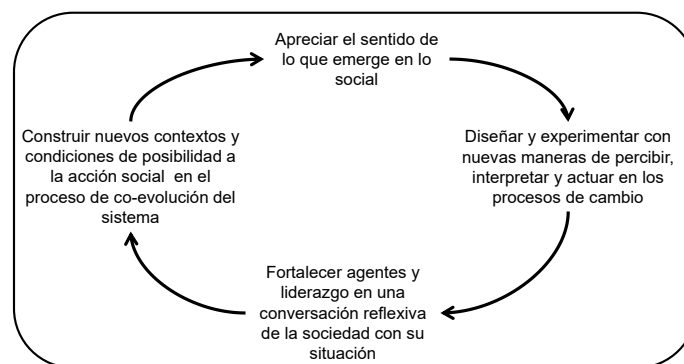 Apreciar el sentido de
lo que emerge en lo
social
Diseñar y experimentar con
nuevas maneras de percibir,
interpretar y actuar en los
procesos de cambio
Fortalecer agentes y
liderazgo en una
conversación reflexiva
de la sociedad con su
situación
Construir nuevos contextos y
condiciones de posibilidad a
la acción social en el
proceso de co-evolución del
sistema